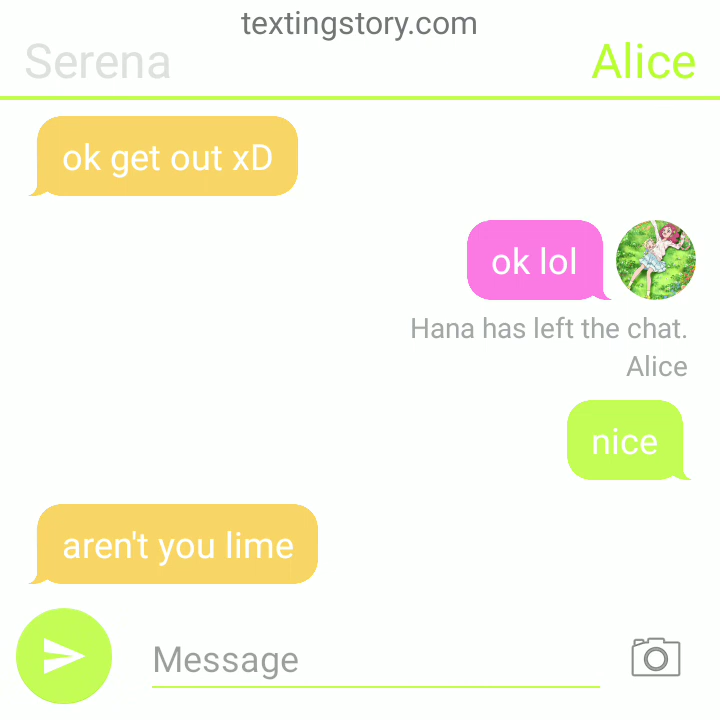 textingstory.com
Serena
Alice
ok get out xD
ok lol
Hana has left the chat.
Alice
nice
aren't you lime
Message